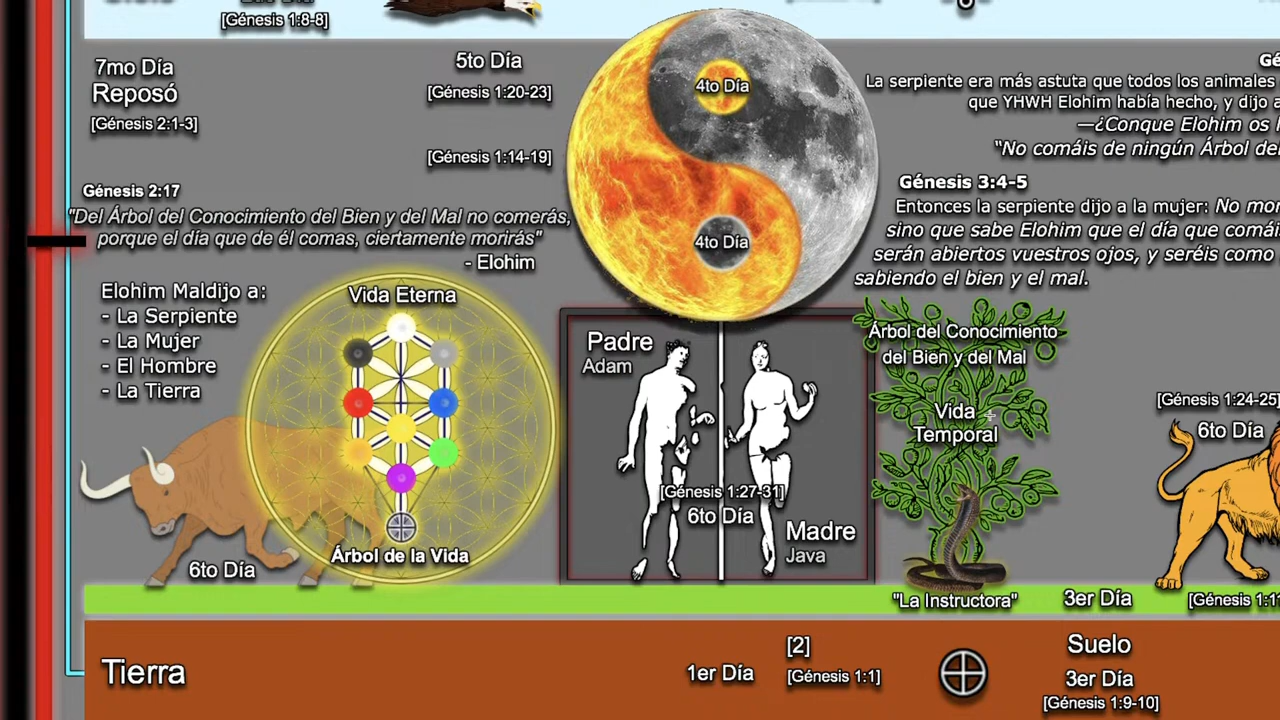 [Génesis 1:8-8]
7mo Día
Reposó
[Génesis 2:1-3]
5to Día
[Génesis 1:20-23]
[Génesis 1:14-19]
4to Día
4to Día
La serpiente era más astuta que todos los animales
que YHWH Elohim había hecho, y dijo a
—¿Conque Elohim os
"No comáis de ningún Árbol del
Génesis 3:4-5
Entonces la serpiente dijo a la mujer: No
sino que sabe Elohim que el día que
serán abiertos vuestros ojos, y seréis como
sabiendo el bien y el mal.
Génesis 2:17
"Del Árbol del Conocimiento del Bien y del Mal no comerás,
porque el día que de él comas, ciertamente morirás"
- Elohim
Elohim Maldijo a:
- La Serpiente
- La Mujer
- El Hombre
- La Tierra
Vida Eterna
Árbol de la Vida
6to Día
Padre
Adam
[Génesis 1:27-31]
6to Día
Madre
Java
Árbol del Conocimiento
del Bien y del Mal
Vida
Temporal
"La Instructora"
[Génesis 1:24-25]
6to Día
3er Día
[Génesis 1:11
Tierra
1er Día
[2]
[Génesis 1:1]
Suelo
3er Día
[Génesis 1:9-10]